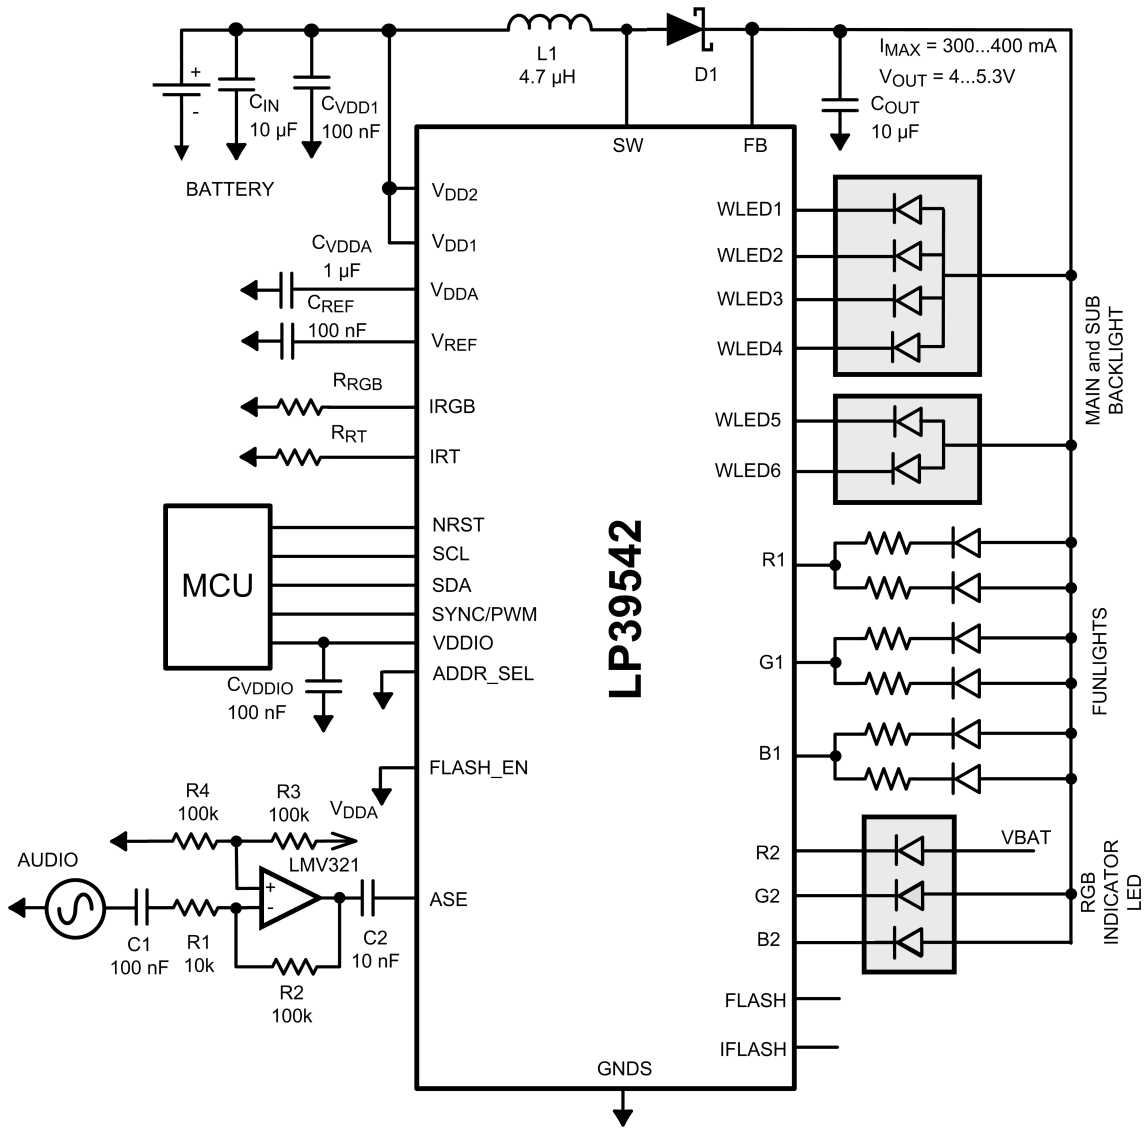 L1
4.7 µH
D1
IMAX = 300...400 mA
VOUT = 4...5.3V
+
-
CIN
10 µF
CVDD1
100 nF
COUT
10 µF
BATTERY
SW
FB
VDD2
VDD1
CVDDA
1 µF
VDDA
CREF
100 nF
VREF
RRGB
IRGB
RRT
IRT
MCU
NRST
SCL
SDA
SYNC/PWM
VDDIO
CVDDIO
100 nF
ADDR_SEL
FLASH_EN
R4
100k
R3
100k
VDDA
LMV321
AUDIO
+
-
C1
100 nF
R1
10k
R2
100k
C2
10 nF
ASE
LP39542
GNDS
WLED1
WLED2
WLED3
WLED4
MAIN and SUB
BACKLIGHT
WLED5
WLED6
R1
G1
B1
FUNLIGHTS
R2
G2
B2
VBAT
RGB
INDICATOR
LED
FLASH
IFLASH